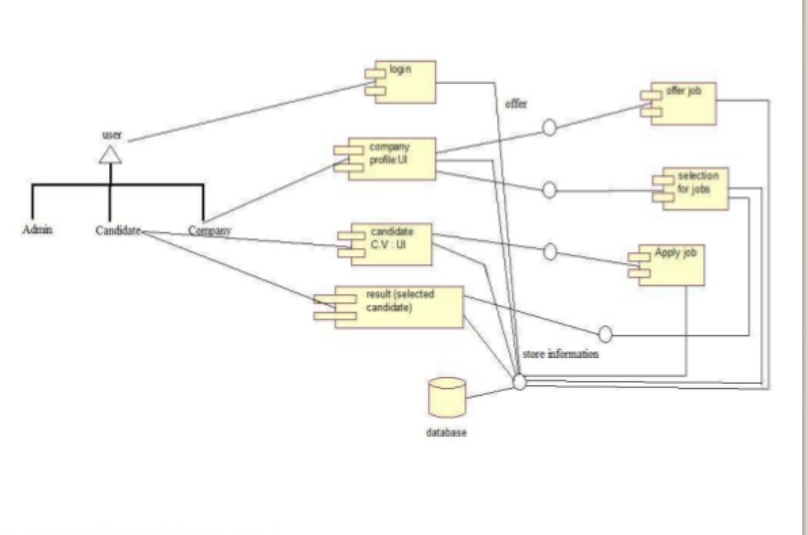 login
offer
offer job
user
company
profile:UI
selection
for jobs
Admin
Candidate
Company
candidate
C.V : UI
Apply job
result (selected
candidate)
store information
database